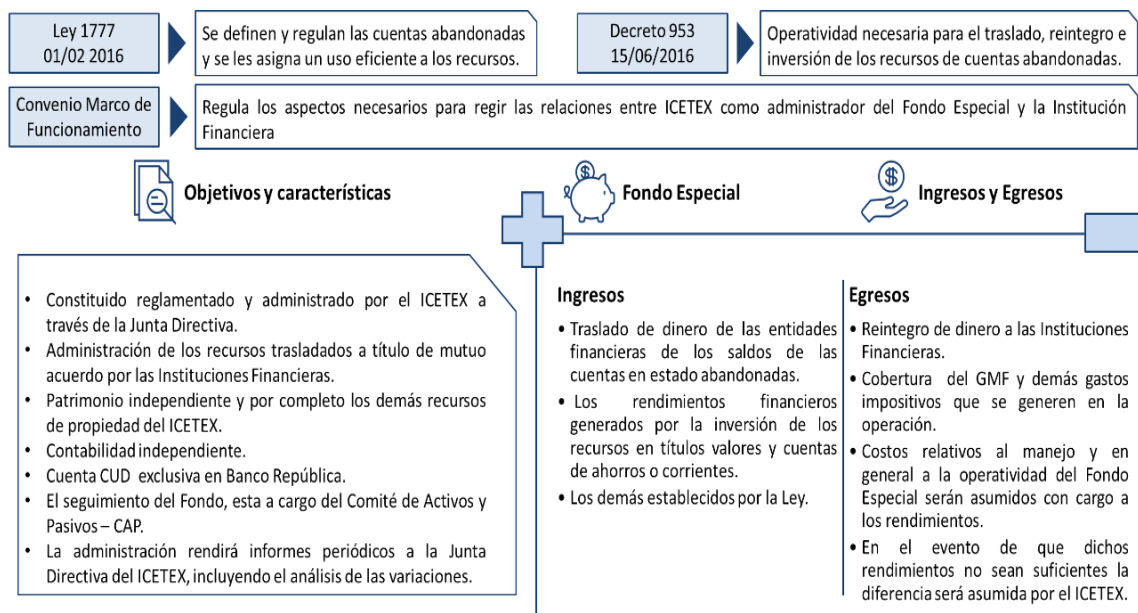 Ley 1777
01/02 2016
Se definen y regulan las cuentas abandonadas
y se les asigna un uso eficiente a los recursos.
Decreto 953
15/06/2016
Operatividad necesaria para el traslado, reintegro e
inversión de los recursos de cuentas abandonadas.
Convenio Marco de
Funcionamiento
Regula los aspectos necesarios para regir las relaciones entre ICETEX como administrador del Fondo Especial y la Institución
Financiera
Objetivos y características
• Constituido reglamentado y administrado por el ICETEX a
través de la Junta Directiva.
• Administración de los recursos trasladados a título de mutuo
acuerdo por las Instituciones Financieras.
• Patrimonio independiente y por completo los demás recursos
de propiedad del ICETEX.
• Contabilidad independiente.
• Cuenta CUD exclusiva en Banco República.
• El seguimiento del Fondo, esta a cargo del Comité de Activos y
Pasivos – CAP.
• La administración rendirá informes periódicos a la Junta
Directiva del ICETEX, incluyendo el análisis de las variaciones.
$
Fondo Especial
Ingresos
• Traslado de dinero de las entidades
financieras de los saldos de las
cuentas en estado abandonadas.
• Los rendimientos financieros
generados por la inversión de los
recursos en títulos valores y cuentas
de ahorros o corrientes.
• Los demás establecidos por la Ley.
$
Ingresos y Egresos
Egresos
• Reintegro de dinero a las Instituciones
Financieras.
• Cobertura del GMF y demás gastos
impositivos que se generen en la
operación.
• Costos relativos al manejo y en
general a la operatividad del Fondo
Especial serán asumidos con cargo a
los rendimientos.
• En el evento de que dichos
rendimientos no sean suficientes la
diferencia será asumida por el ICETEX.